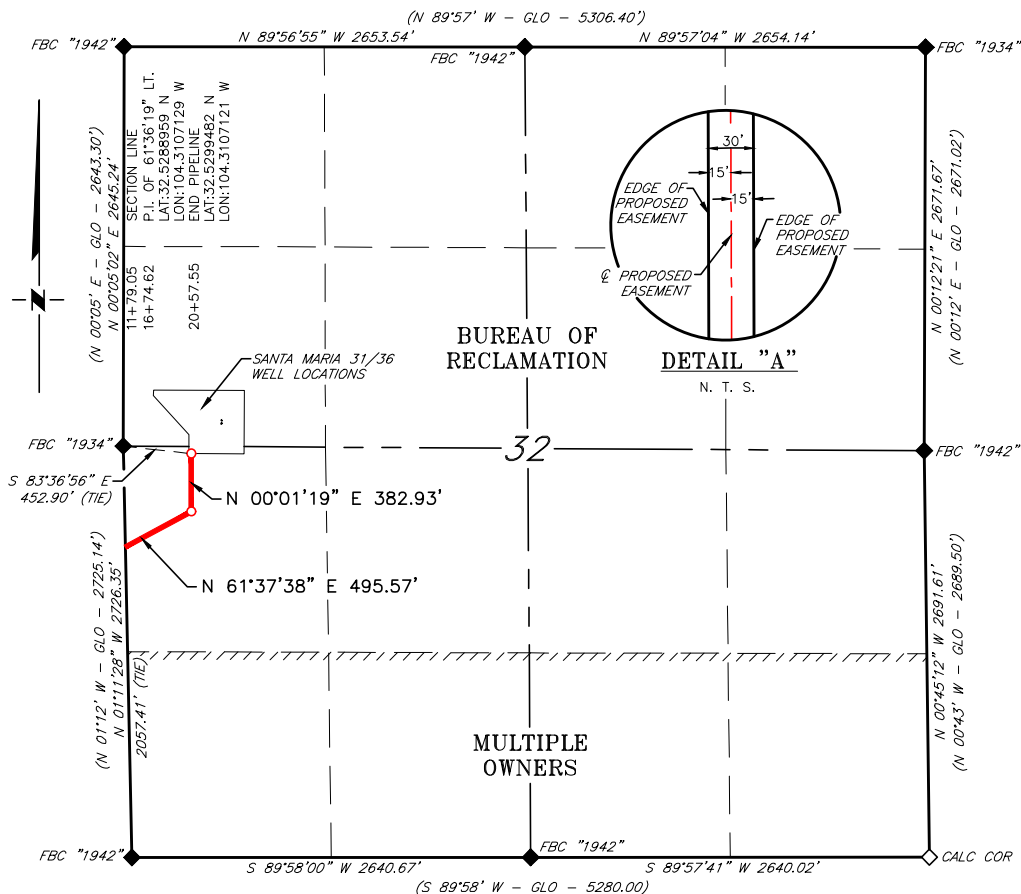 (N 89°57' W - GLO - 5306.40')
N 89°56'55" W 2653.54'
N 89°57'04" W 2654.14'
FBC "1942"
FBC "1942"
FBC "1934"
SECTION LINE
P.I. OF 61°36'19" LT.
LAT:32.5288959 N
LON:104.3107129 W
END PIPELINE
LAT:32.5299482 N
LON:104.3107121 W
11+79.05
16+74.62
20+57.55
(N 00°05' E - GLO - 2643.30')
N 00°05'02" E 2645.24'
30'
15'
15'
EDGE OF
PROPOSED
EASEMENT
EDGE OF
PROPOSED
EASEMENT
℄ PROPOSED
EASEMENT
DETAIL "A"
N. T. S.
N 00°12'21" E 2671.67'
(N 00°12' E - GLO - 2671.02')
N
BUREAU OF
RECLAMATION
SANTA MARIA 31/36
WELL LOCATIONS
FBC "1934"
32
FBC "1942"
S 83°36'56" E
452.90' (TIE)
N 00°01'19" E 382.93'
N 61°37'38" E 495.57'
(N 01°12' W - GLO - 2725.14')
N 01°11'28" W 2726.35'
2057.41' (TIE)
N 00°45'12" W 2691.61'
(N 00°43' W - GLO - 2689.50')
MULTIPLE
OWNERS
FBC "1942"
FBC "1942"
CALC COR
S 89°58'00" W 2640.67'
S 89°57'41" W 2640.02'
(S 89°58' W - GLO - 5280.00')